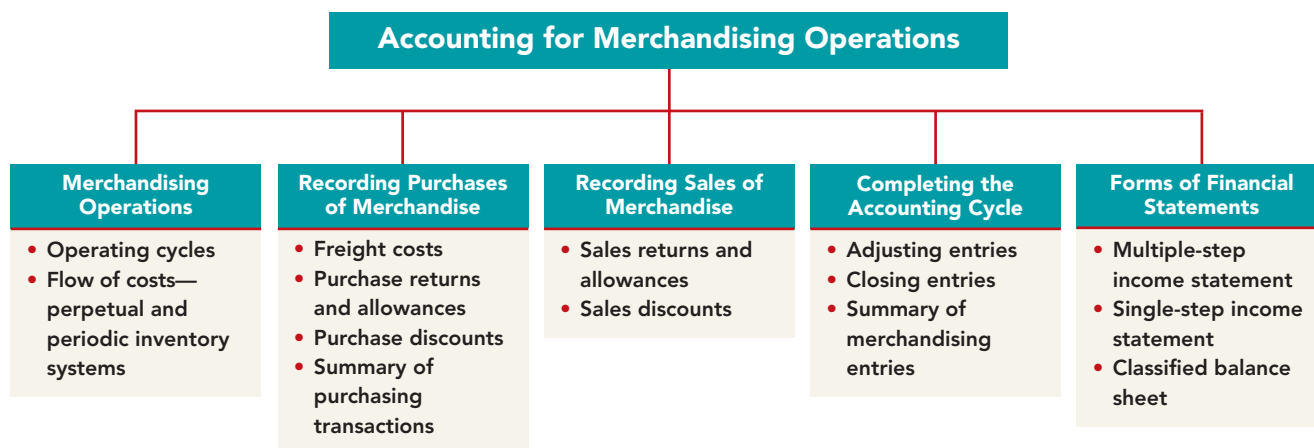 Accounting for Merchandising Operations
Merchandising
Operations
• Operating cycles
• Flow of costs—
perpetual and
periodic inventory
systems
Recording Purchases
of Merchandise
• Freight costs
• Purchase returns
and allowances
• Purchase discounts
• Summary of
purchasing
transactions
Recording Sales of
Merchandise
• Sales returns and
allowances
• Sales discounts
Completing the
Accounting Cycle
• Adjusting entries
• Closing entries
• Summary of
merchandising
entries
Forms of Financial
Statements
• Multiple-step
income statement
• Single-step income
statement
• Classified balance
sheet